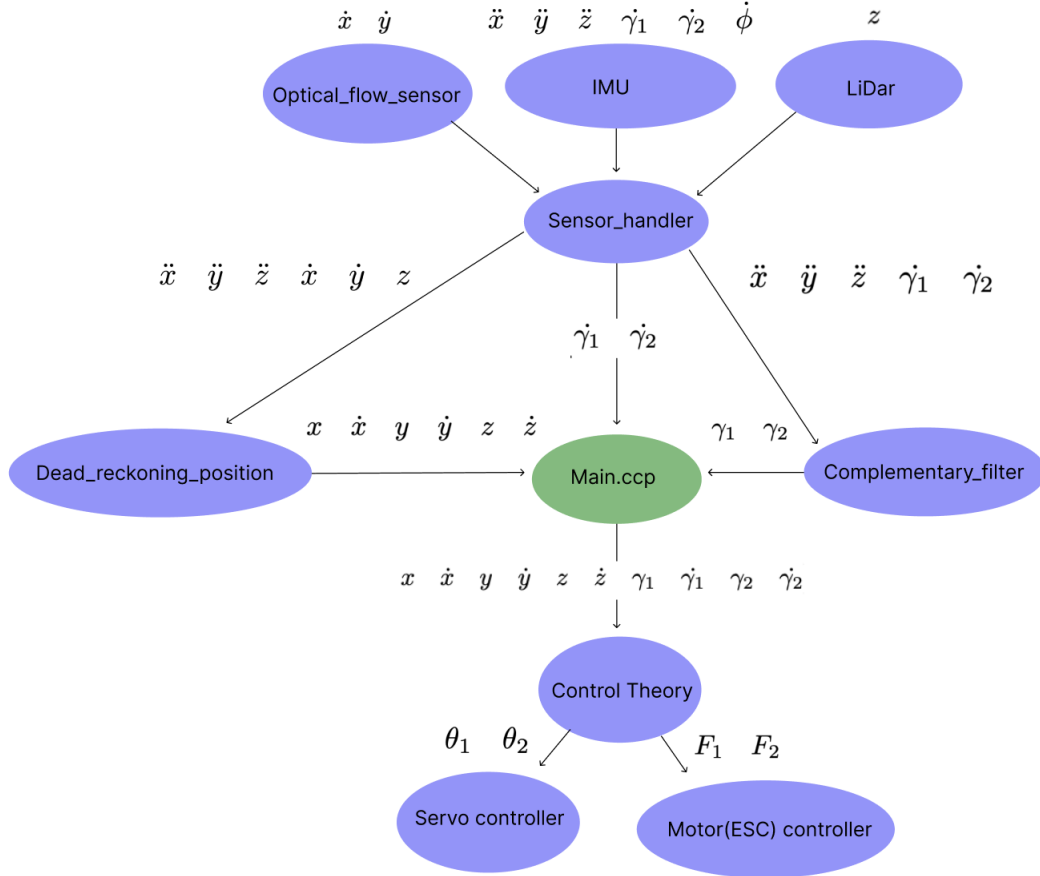 ẋ ẏ
ẍ ÿ z̈ γ̇₁ γ̇₂ ϕ̇
z
Optical_flow_sensor
IMU
LiDar
Sensor_handler
ẍ ÿ z̈ ẋ ẏ z
ẍ ÿ z̈ γ̇₁ γ̇₂
γ̇₁ γ̇₂
x ẋ y ẏ z ż
γ₁ γ₂
Dead_reckoning_position
Main.ccp
Complementary_filter
x ẋ y ẏ z ż γ₁ γ̇₁ γ₂ γ̇₂
Control Theory
θ₁ θ₂
F₁ F₂
Servo controller
Motor(ESC) controller